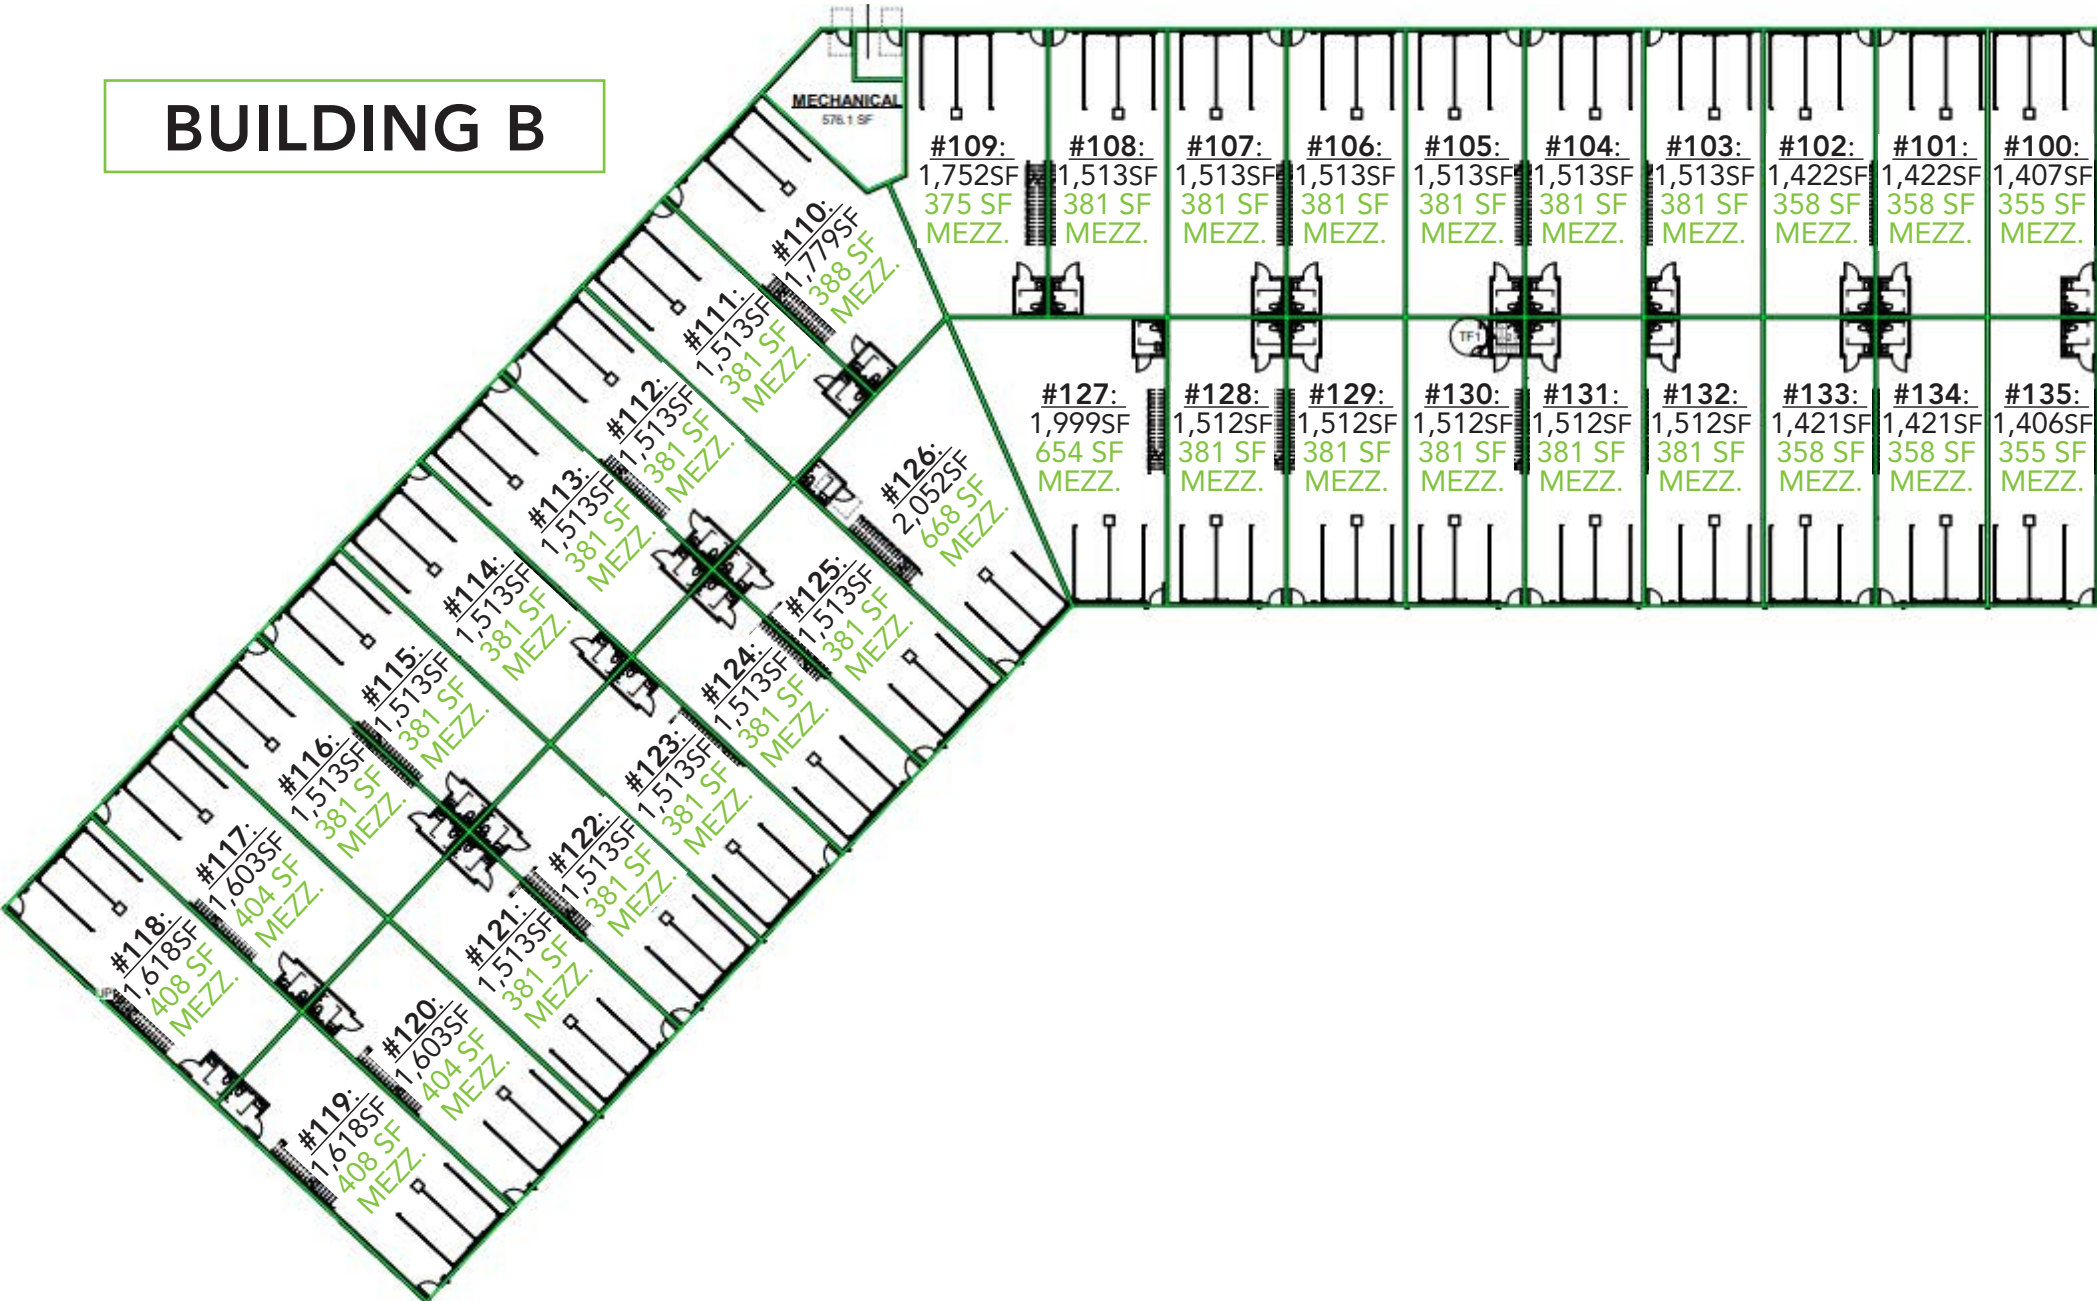 BUILDING B
MECHANICAL
576.1 SF
#109:
1,752SF
375 SF
MEZZ.
#108:
1,513SF
381 SF
MEZZ.
#107:
1,513SF
381 SF
MEZZ.
#106:
1,513SF
381 SF
MEZZ.
#105:
1,513SF
381 SF
MEZZ.
#104:
1,513SF
381 SF
MEZZ.
#103:
1,513SF
381 SF
MEZZ.
#102:
1,422SF
358 SF
MEZZ.
#101:
1,422SF
358 SF
MEZZ.
#100:
1,407SF
355 SF
MEZZ.
#110:
1,779SF
388 SF
MEZZ.
#111:
1,513SF
381 SF
MEZZ.
#112:
1,513SF
381 SF
MEZZ.
#113:
1,513SF
381 SF
MEZZ.
#114:
1,513SF
381 SF
MEZZ.
#115:
1,513SF
381 SF
MEZZ.
#116:
1,513SF
381 SF
MEZZ.
#117:
1,603SF
404 SF
MEZZ.
#118:
1,618SF
408 SF
MEZZ.
UP
#119:
1,618SF
408 SF
MEZZ.
#120:
1,603SF
404 SF
MEZZ.
#121:
1,513SF
381 SF
MEZZ.
#122:
1,513SF
381 SF
MEZZ.
#123:
1,513SF
381 SF
MEZZ.
#124:
1,513SF
381 SF
MEZZ.
#125:
1,513SF
381 SF
MEZZ.
#126:
2,052SF
668 SF
MEZZ.
TF1
#127:
1,999SF
654 SF
MEZZ.
#128:
1,512SF
381 SF
MEZZ.
#129:
1,512SF
381 SF
MEZZ.
#130:
1,512SF
381 SF
MEZZ.
#131:
1,512SF
381 SF
MEZZ.
#132:
1,512SF
381 SF
MEZZ.
#133:
1,421SF
358 SF
MEZZ.
#134:
1,421SF
358 SF
MEZZ.
#135:
1,406SF
355 SF
MEZZ.